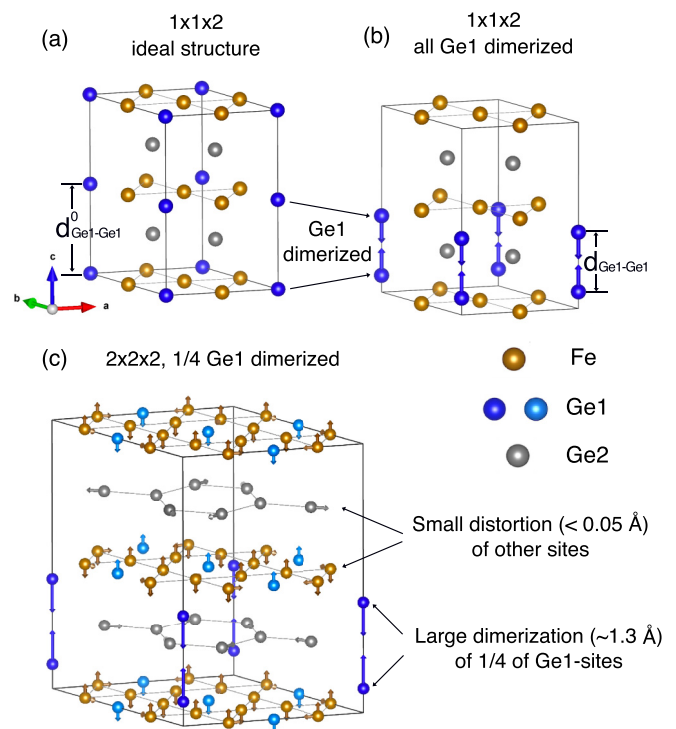 (a)
1x1x2
ideal structure
(b)
1x1x2
all Ge1 dimerized
d⁰Ge1-Ge1
c
b
a
Ge1
dimerized
dGe1-Ge1
(c)
2x2x2, 1/4 Ge1 dimerized
Fe
Ge1
Ge2
Small distortion (< 0.05 Å)
of other sites
Large dimerization (~1.3 Å)
of 1/4 of Ge1-sites